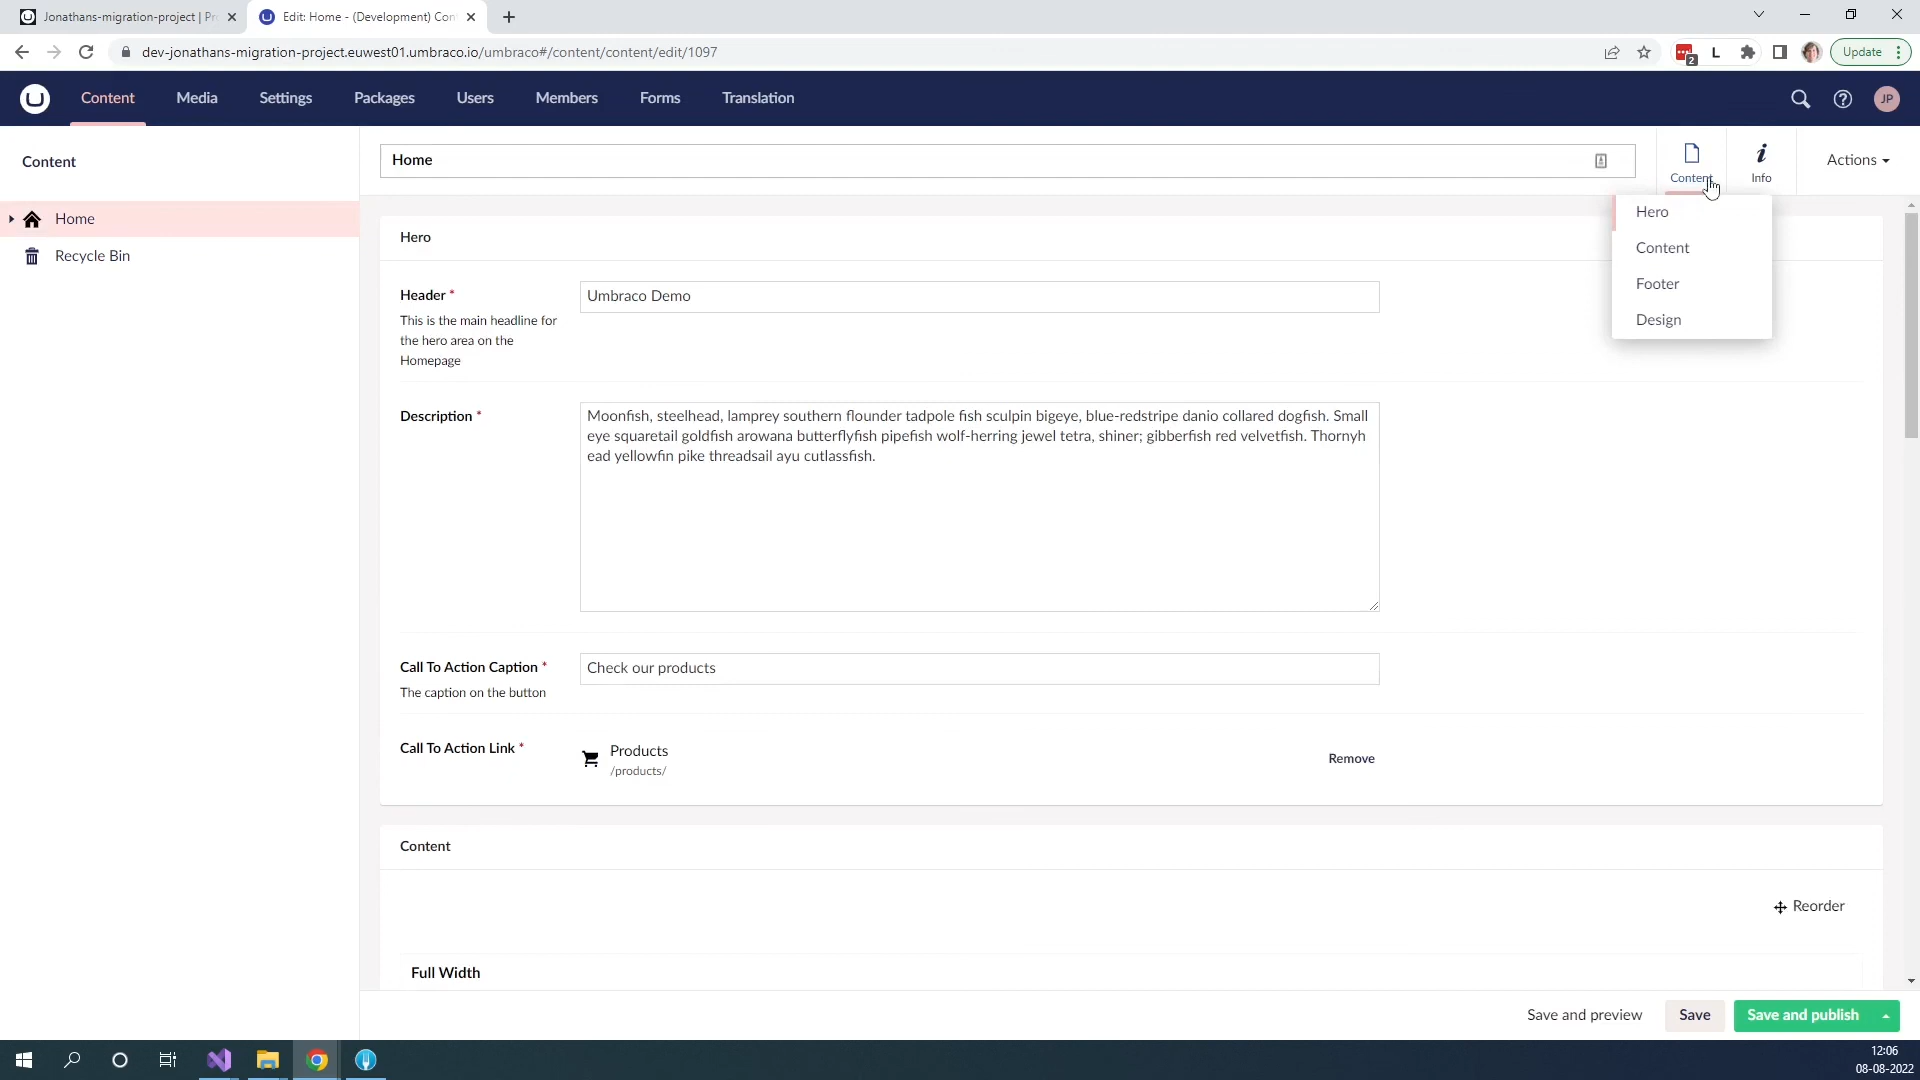 Jonathans-migration-project | Pr
Edit: Home - (Development) Con
dev-jonathans-migration-project.euwest01.umbraco.io/umbraco#/content/content/edit/1097
2
L
Update
Content
Media
Settings
Packages
Users
Members
Forms
Translation
JP
Content
Home
Recycle Bin
Home
Content
Info
Actions
Hero
Content
Footer
Design
Hero
Header *
This is the main headline for
the hero area on the
Homepage
Umbraco Demo
Description *
Moonfish, steelhead, lamprey southern flounder tadpole fish sculpin bigeye, blue-redstripe danio collared dogfish. Small
eye squaretail goldfish arowana butterflyfish pipefish wolf-herring jewel tetra, shiner; gibberfish red velvetfish. Thornyh
ead yellowfin pike threadsail ayu cutlassfish.
Call To Action Caption *
The caption on the button
Check our products
Call To Action Link *
Products
/products/
Remove
Content
Reorder
Full Width
Save and preview
Save
Save and publish
12:06
08-08-2022